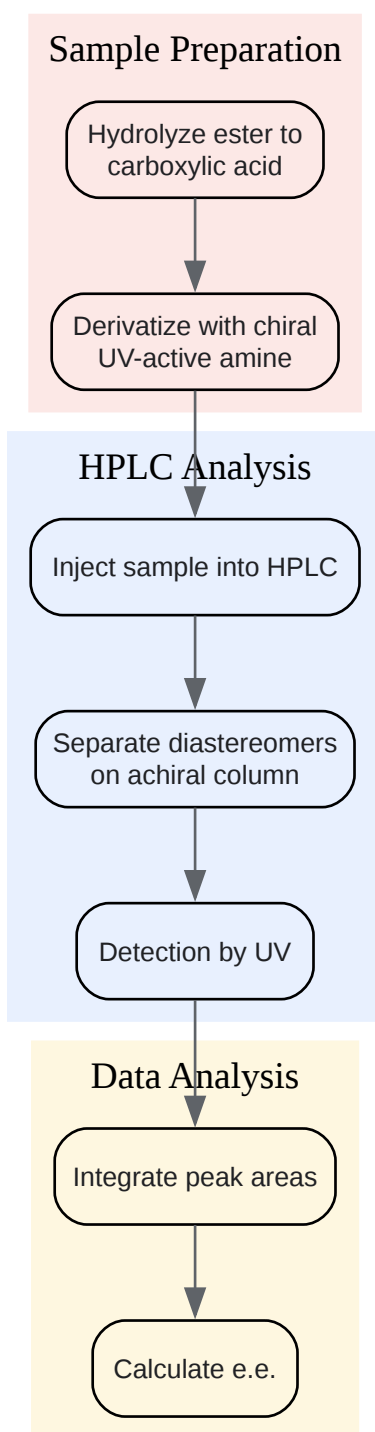 Sample Preparation
Hydrolyze ester to
carboxylic acid
Derivatize with chiral
UV-active amine
HPLC Analysis
Inject sample into HPLC
Separate diastereomers
on achiral column
Detection by UV
Data Analysis
Integrate peak areas
Calculate e.e.